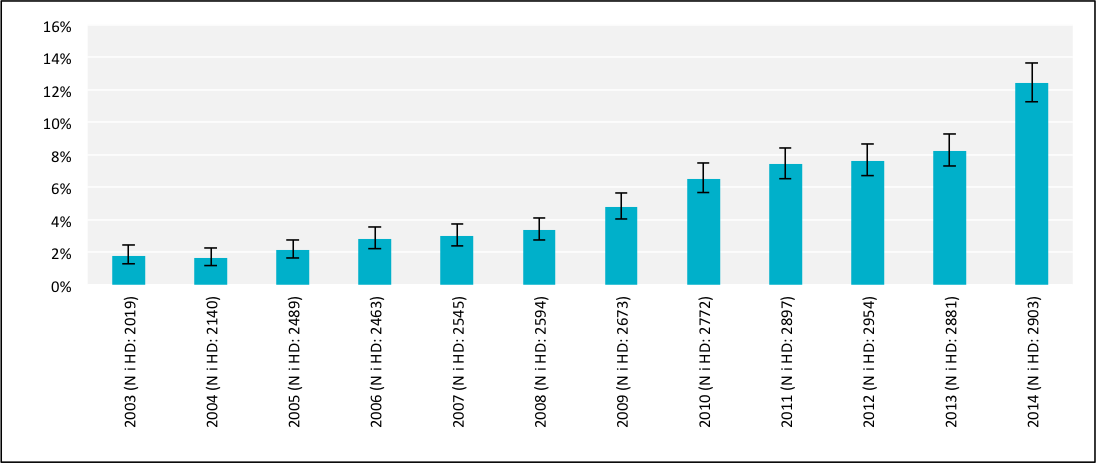 16%
14%
12%
10%
8%
6%
4%
2%
0%
2003 (N i HD: 2019)
2004 (N i HD: 2140)
2005 (N i HD: 2489)
2006 (N i HD: 2463)
2007 (N i HD: 2545)
2008 (N i HD: 2594)
2009 (N i HD: 2673)
2010 (N i HD: 2772)
2011 (N i HD: 2897)
2012 (N i HD: 2954)
2013 (N i HD: 2881)
2014 (N i HD: 2903)